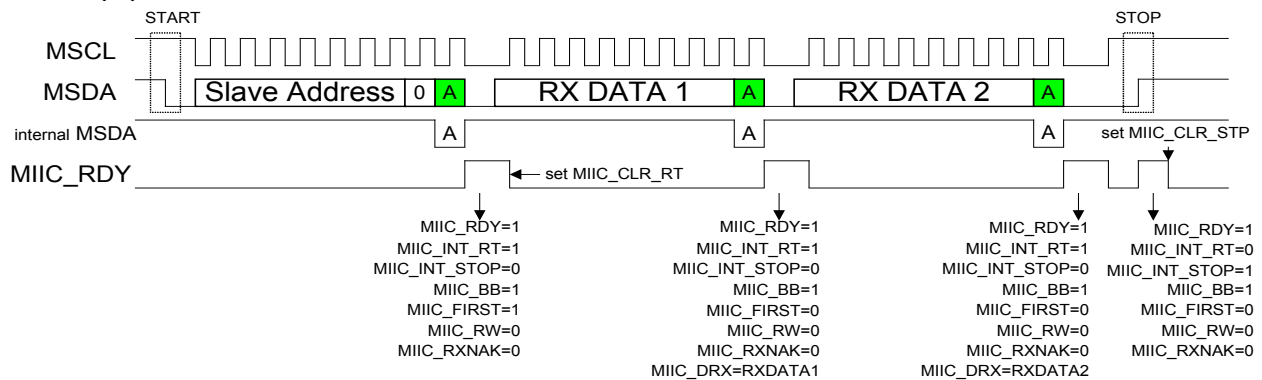 START
STOP
MSCL
MSDA
Slave Address 0 A RX DATA 1 A RX DATA 2 A
internal MSDA A A A set MIIC_CLR_STP
MIIC_RDY set MIIC_CLR_RT
MIIC_RDY=1
MIIC_INT_RT=1
MIIC_INT_STOP=0
MIIC_BB=1
MIIC_FIRST=1
MIIC_RW=0
MIIC_RXNAK=0
MIIC_RDY=1
MIIC_INT_RT=1
MIIC_INT_STOP=0
MIIC_BB=1
MIIC_FIRST=0
MIIC_RW=0
MIIC_RXNAK=0
MIIC_DRX=RXDATA1
MIIC_RDY=1
MIIC_INT_RT=1
MIIC_INT_STOP=0
MIIC_BB=1
MIIC_FIRST=0
MIIC_RW=0
MIIC_RXNAK=0
MIIC_DRX=RXDATA2
MIIC_RDY=1
MIIC_INT_RT=0
MIIC_INT_STOP=1
MIIC_BB=1
MIIC_FIRST=0
MIIC_RW=0
MIIC_RXNAK=0